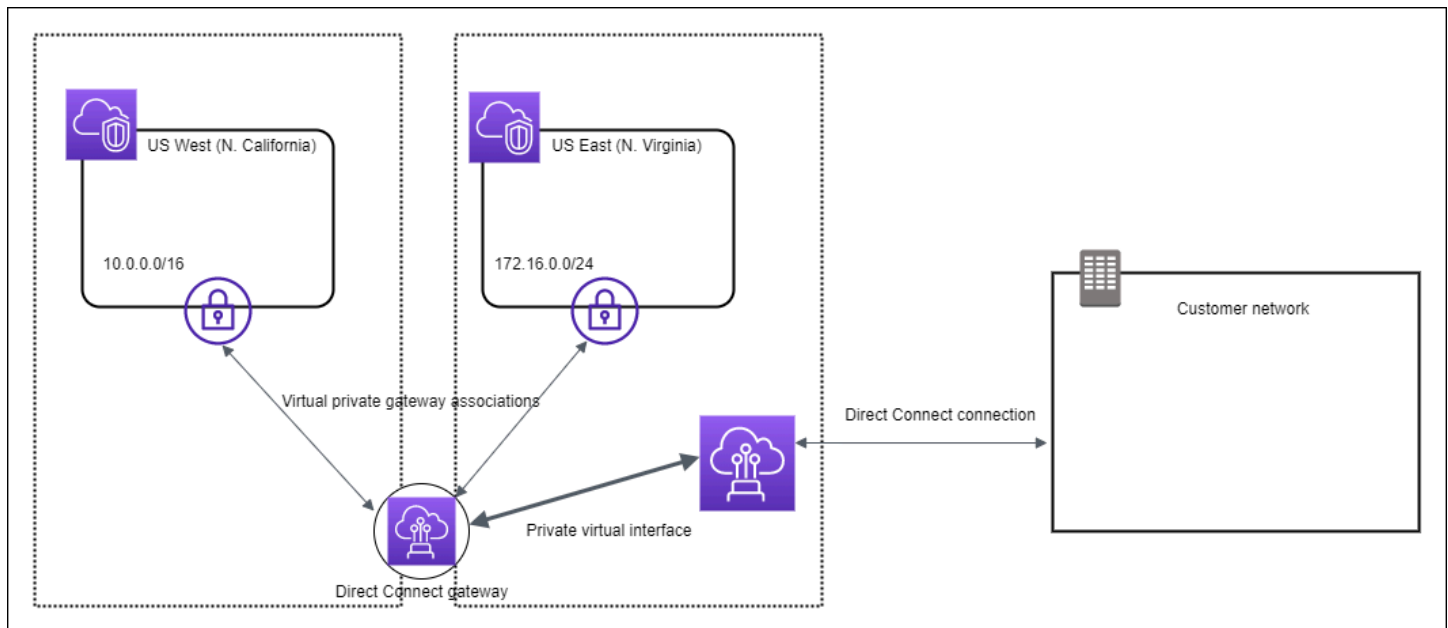 US West (N. California)
10.0.0.0/16
US East (N. Virginia)
172.16.0.0/24
Customer network
Virtual private gateway associations
Direct Connect connection
Private virtual interface
Direct Connect gateway